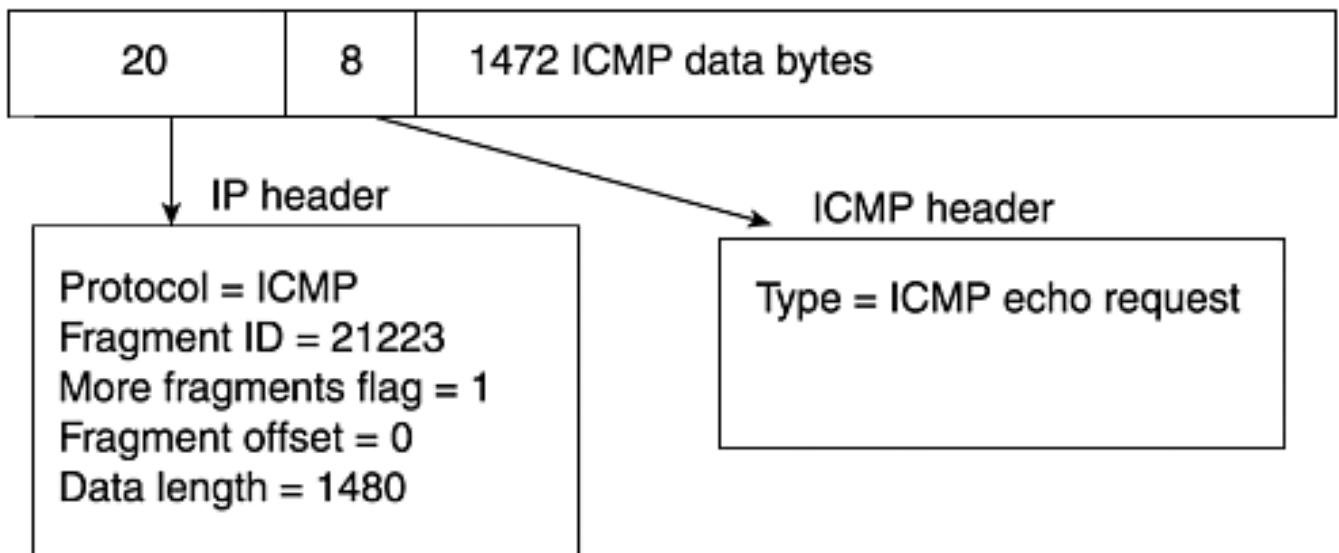 20
8
1472 ICMP data bytes
IP header
Protocol = ICMP
Fragment ID = 21223
More fragments flag = 1
Fragment offset = 0
Data length = 1480
ICMP header
Type = ICMP echo request